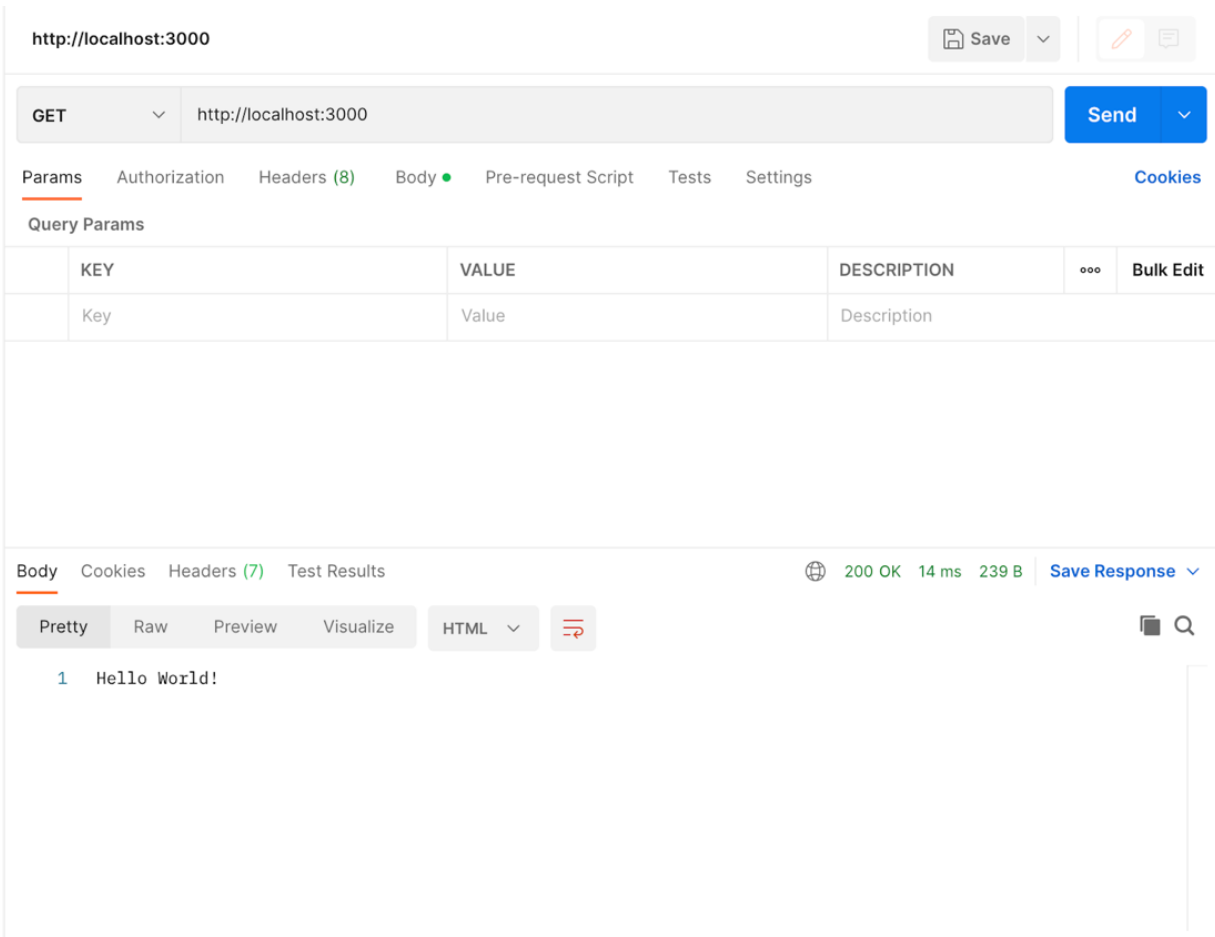 http://localhost:3000 Save
GET http://localhost:3000 Send
Params Authorization Headers (8) Body Pre-request Script Tests Settings Cookies
Query Params
KEY VALUE DESCRIPTION ooo Bulk Edit
Key Value Description
Body Cookies Headers (7) Test Results 200 OK 14 ms 239 B Save Response
Pretty Raw Preview Visualize HTML
1 Hello World!